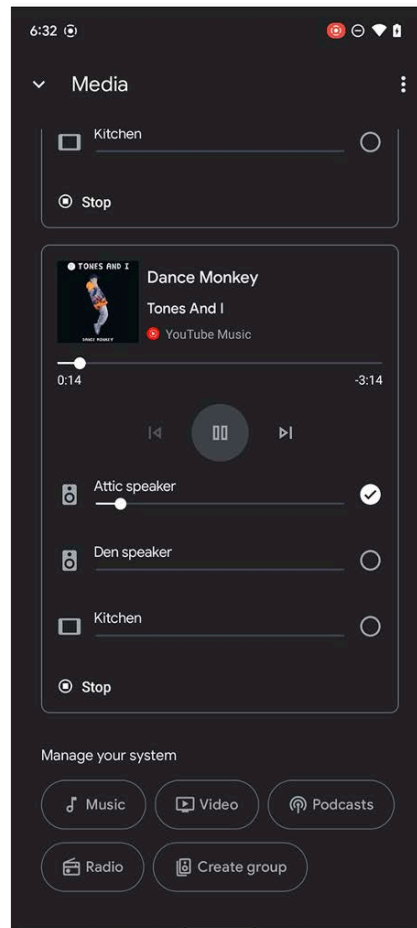 6:32
Media
Kitchen
Stop
TONES AND I
DANCE MONKEY
Dance Monkey
Tones And I
YouTube Music
0:14
-3:14
Attic speaker
Den speaker
Kitchen
Stop
Manage your system
Music
Video
Podcasts
Radio
Create group